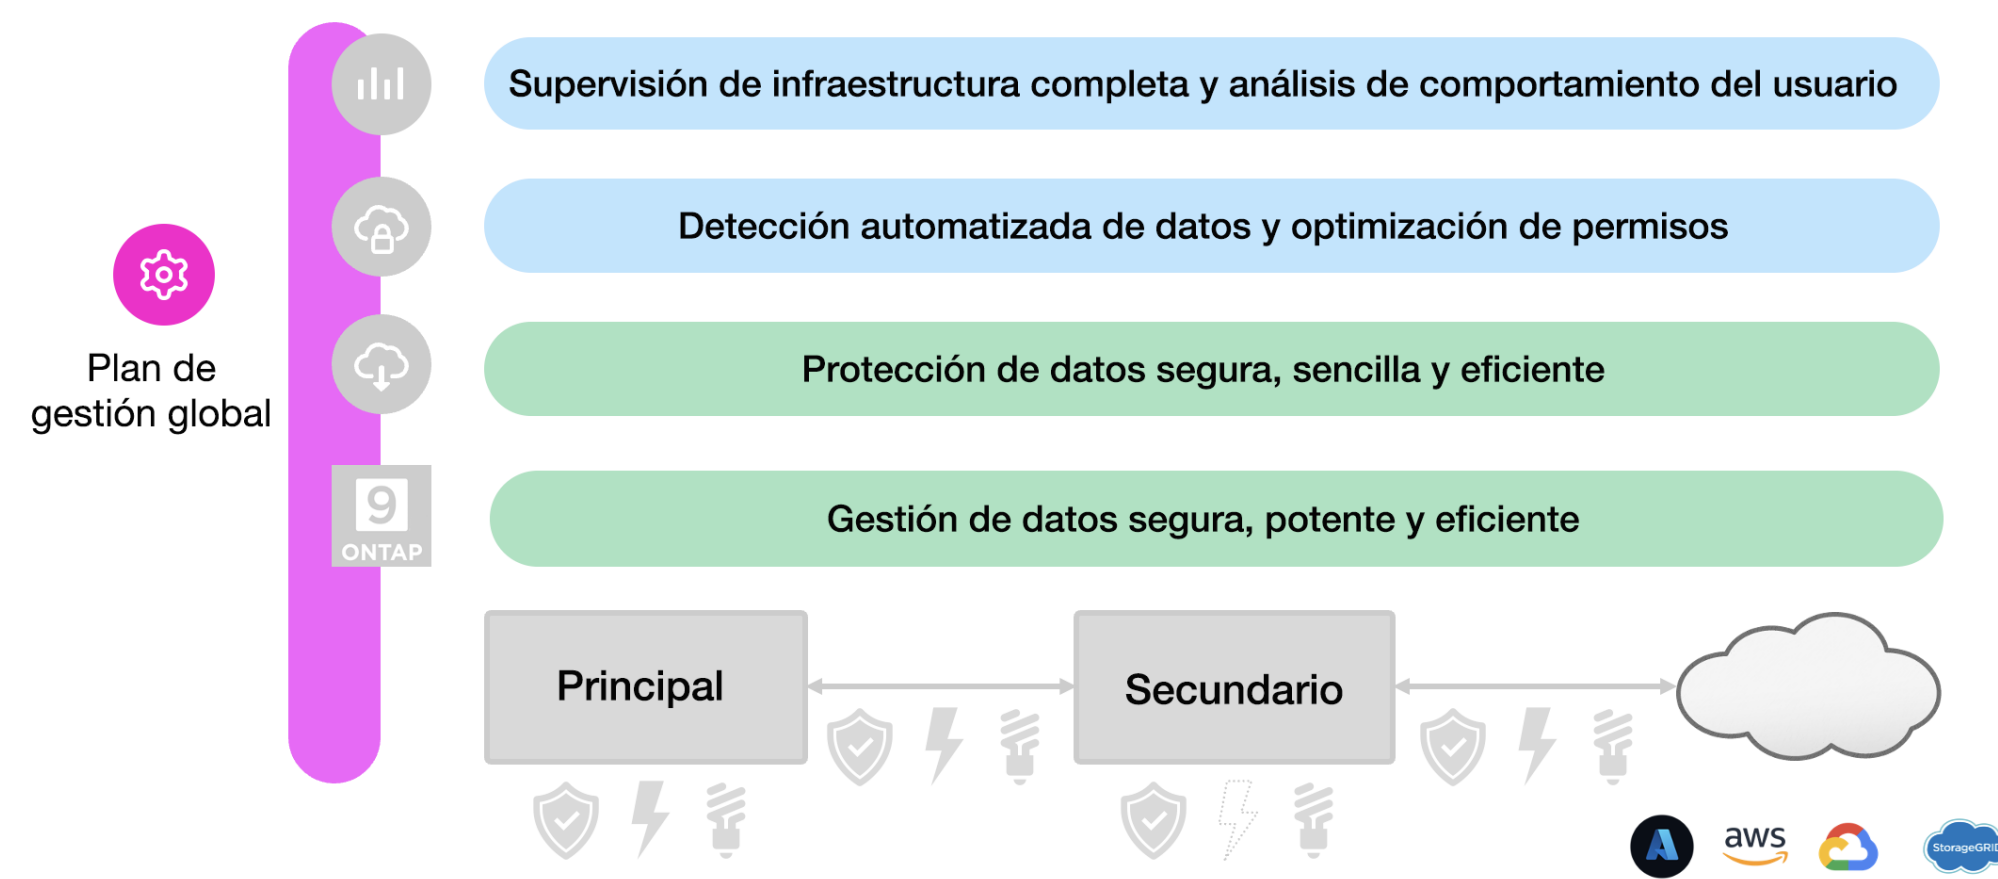 Supervisión de infraestructura completa y análisis de comportamiento del usuario
Detección automatizada de datos y optimización de permisos
Plan de
gestión global
Protección de datos segura, sencilla y eficiente
9
ONTAP
Gestión de datos segura, potente y eficiente
Principal
Secundario
aws
StorageGRID